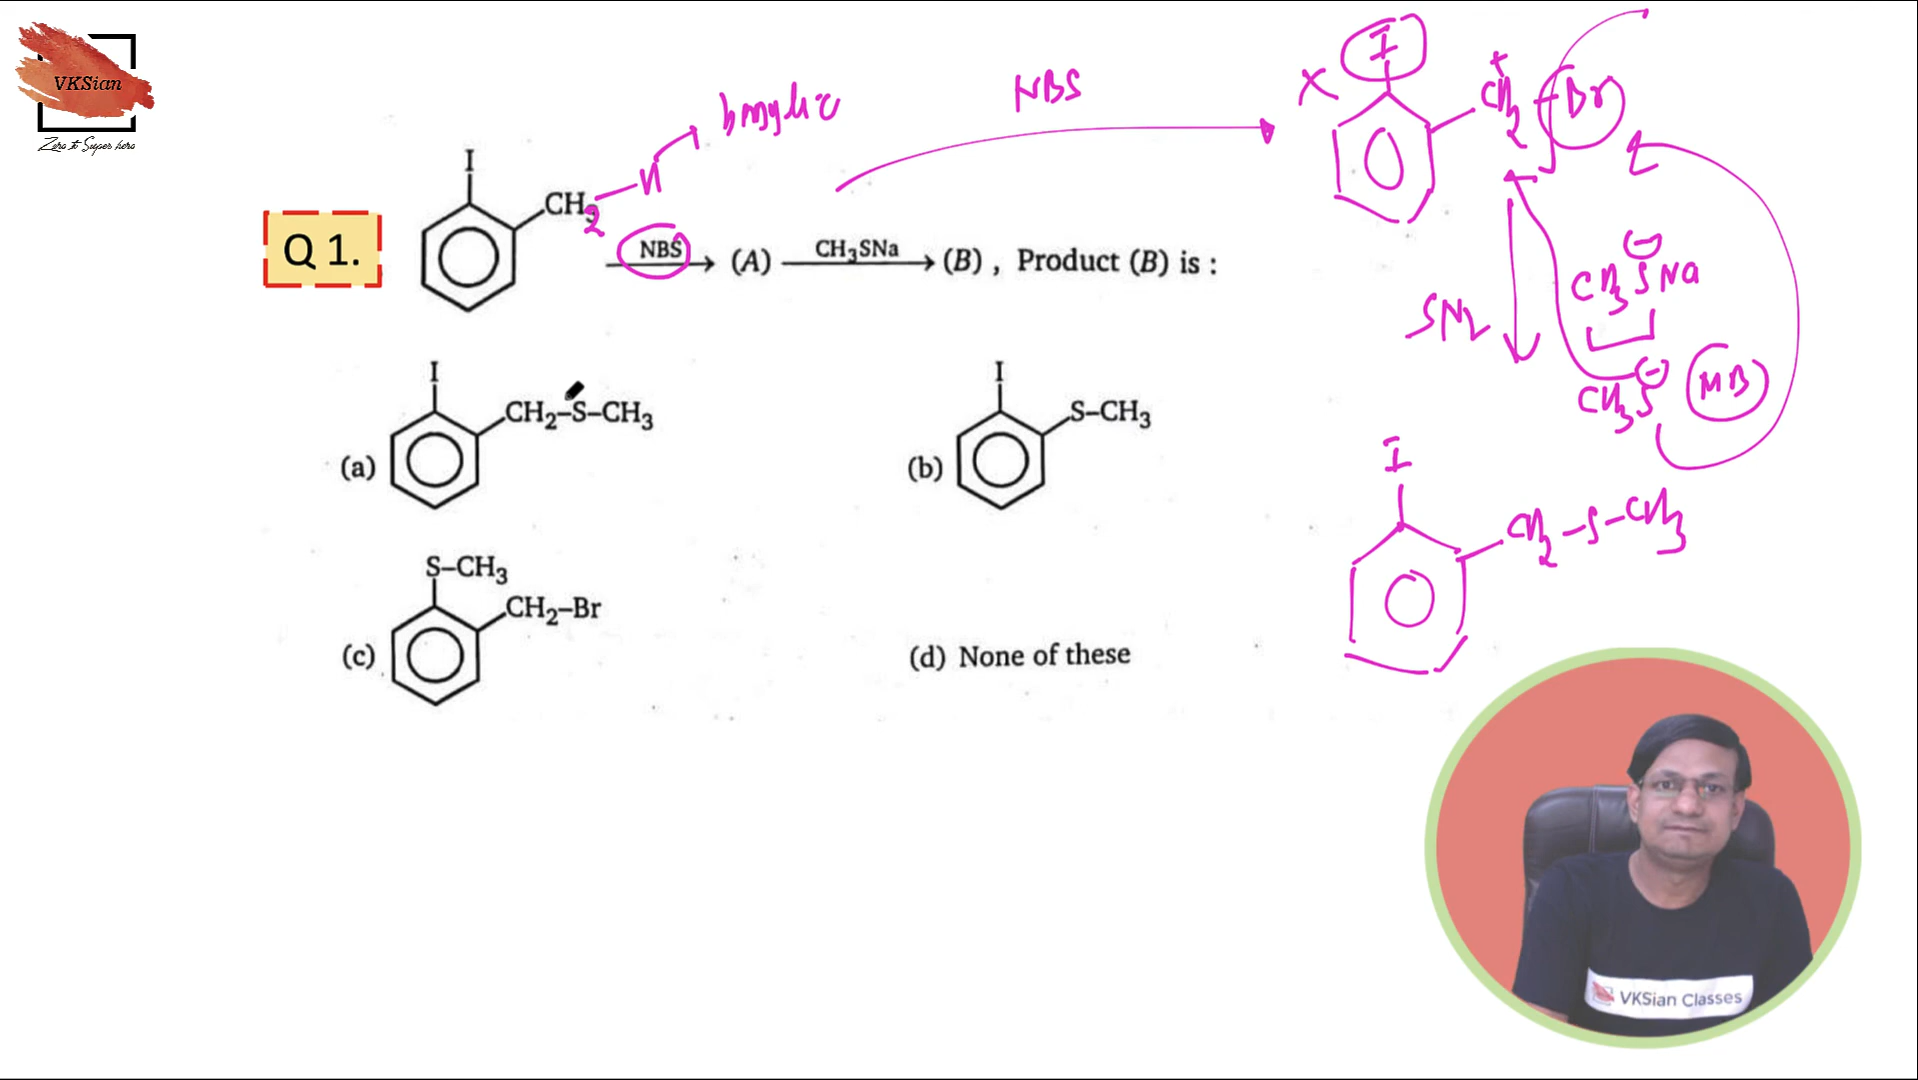 VKSian
Zero to Super hero
benzylic
NBS
I
CH2 Br
X
I
CH2 H
Q 1.
NBS (A) CH₃SNa (B) , Product (B) is :
⊖
CH3SNa
SN2
⊖
CH3S MB
I
CH₂–S–CH₃
(a)
I
S–CH₃
(b)
I
CH2–S–CH3
S–CH₃
CH₂–Br
(c)
(d) None of these
VKSian Classes